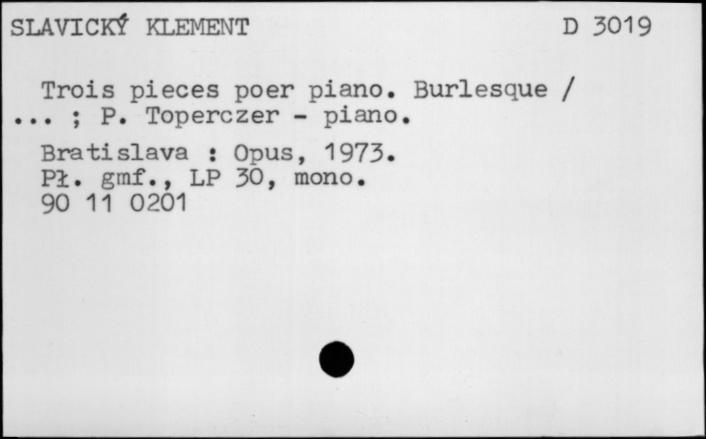 SLAVICKÝ KLEMENT D 3019
Trois pieces poer piano. Burlesque /
... ; P. Toperczer - piano.
Bratislava : Opus, 1973.
Pł. gmf., LP 30, mono.
90 11 0201